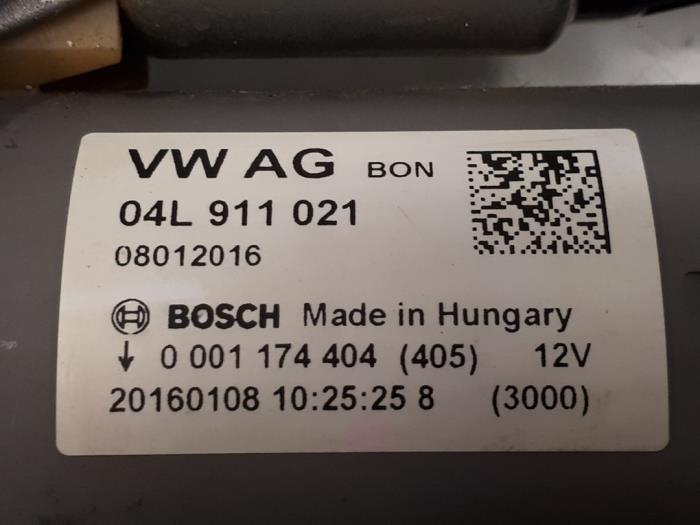 VW AG BON
04L 911 021
08012016
BOSCH Made in Hungary
↓ 0 001 174 404 (405) 12V
20160108 10:25:25 8 (3000)